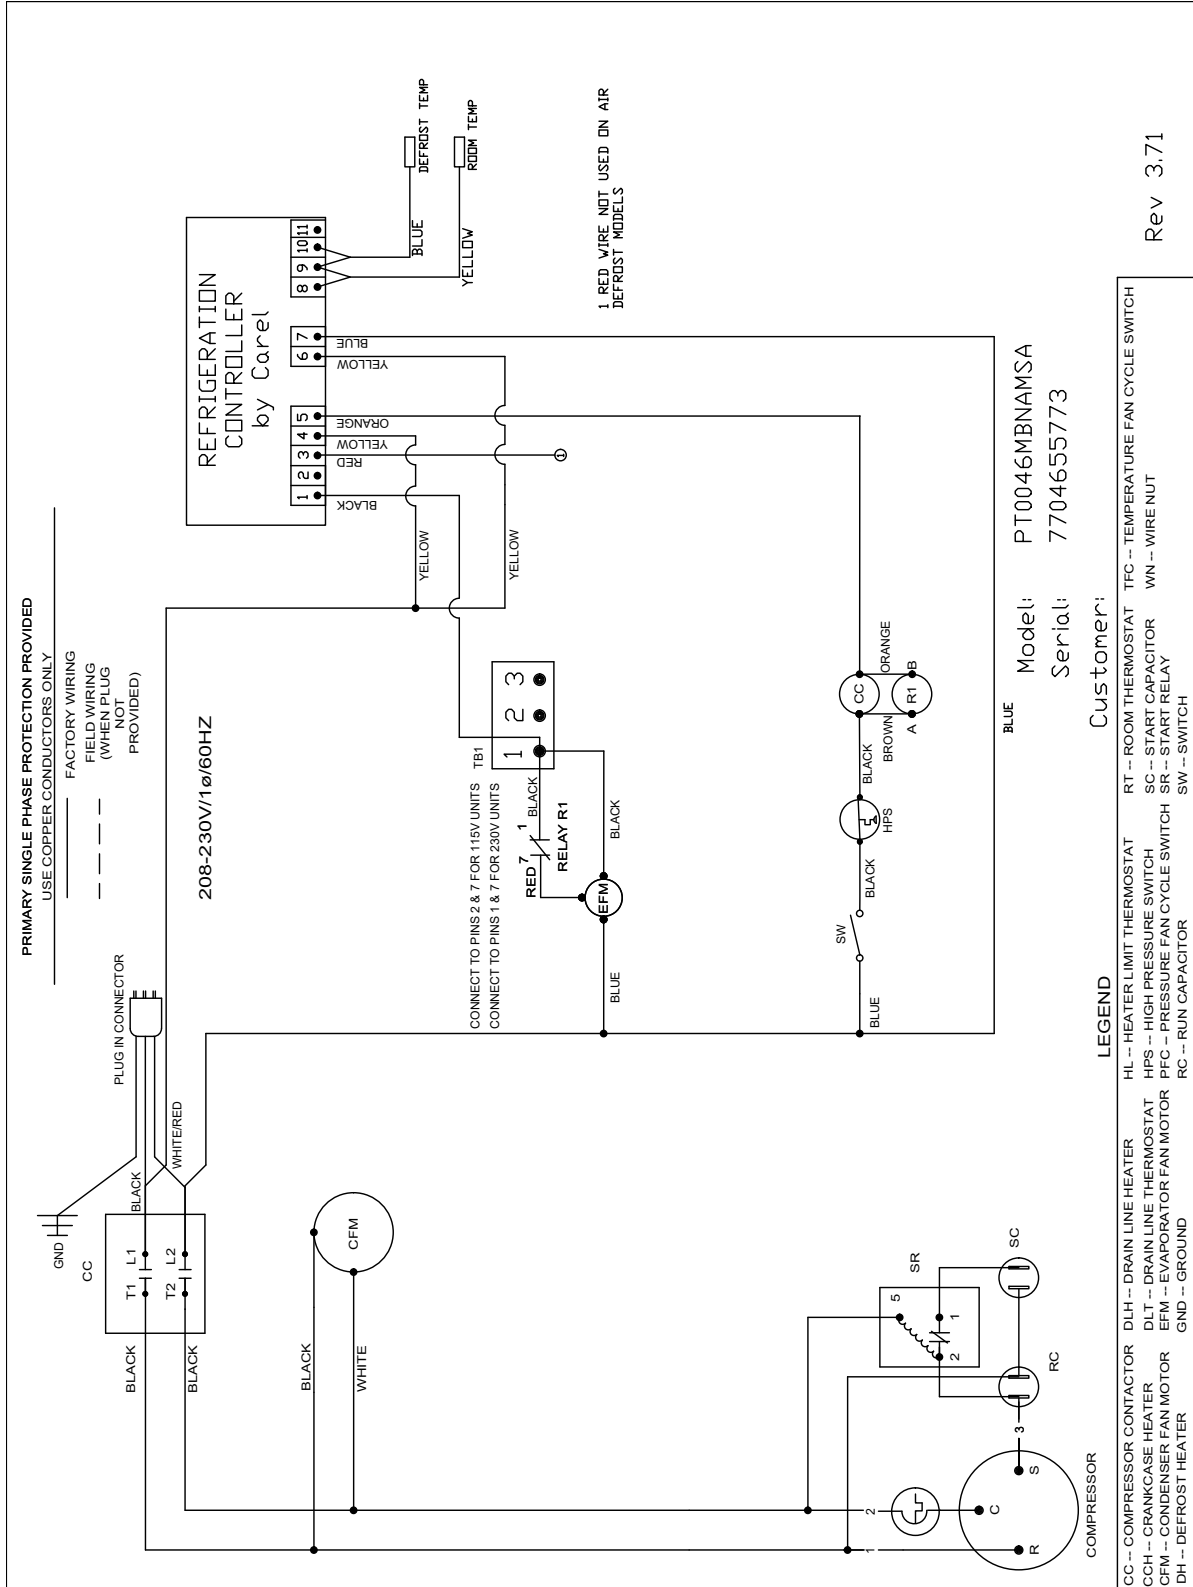 PRIMARY SINGLE PHASE PROTECTION PROVIDED
USE COPPER CONDUCTORS ONLY
FACTORY WIRING
FIELD WIRING
(WHEN PLUG
NOT
PROVIDED)
208-230V/1ø/60HZ
PLUG IN CONNECTOR
GND
BLACK
WHITE/RED
CC
T1
L1
T2
L2
BLACK
BLACK
BLACK
WHITE
CFM
REFRIGERATION
CONTROLLER
by Carel
1
2
3
4
5
6
7
8
9
10
11
BLACK
RED
YELLOW
ORANGE
YELLOW
BLUE
BLUE
YELLOW
DEFROST TEMP
ROOM TEMP
YELLOW
YELLOW
1
1 RED WIRE NOT USED ON AIR
DEFROST MODELS
CONNECT TO PINS 2 & 7 FOR 115V UNITS
CONNECT TO PINS 1 & 7 FOR 230V UNITS
TB1
1
2
3
BLACK
RED 7
1
RELAY R1
BLACK
EFM
BLUE
SW
BLUE
BLACK
HPS
BLACK
BROWN
CC
ORANGE
A
R1
B
BLUE
SR
5
1
2
SC
RC
3
2
1
C
S
R
COMPRESSOR
Model: PT0046MBNAMSA
Serial: 7704655773
Customer:
Rev 3.71
LEGEND
CC -- COMPRESSOR CONTACTOR
CCH -- CRANKCASE HEATER
CFM -- CONDENSER FAN MOTOR
DH -- DEFROST HEATER
DLH -- DRAIN LINE HEATER
DLT -- DRAIN LINE THERMOSTAT
EFM -- EVAPORATOR FAN MOTOR
GND -- GROUND
HL -- HEATER LIMIT THERMOSTAT
HPS -- HIGH PRESSURE SWITCH
PFC -- PRESSURE FAN CYCLE SWITCH
RC -- RUN CAPACITOR
RT -- ROOM THERMOSTAT
SC -- START CAPACITOR
SR -- START RELAY
SW -- SWITCH
TFC -- TEMPERATURE FAN CYCLE SWITCH
WN -- WIRE NUT